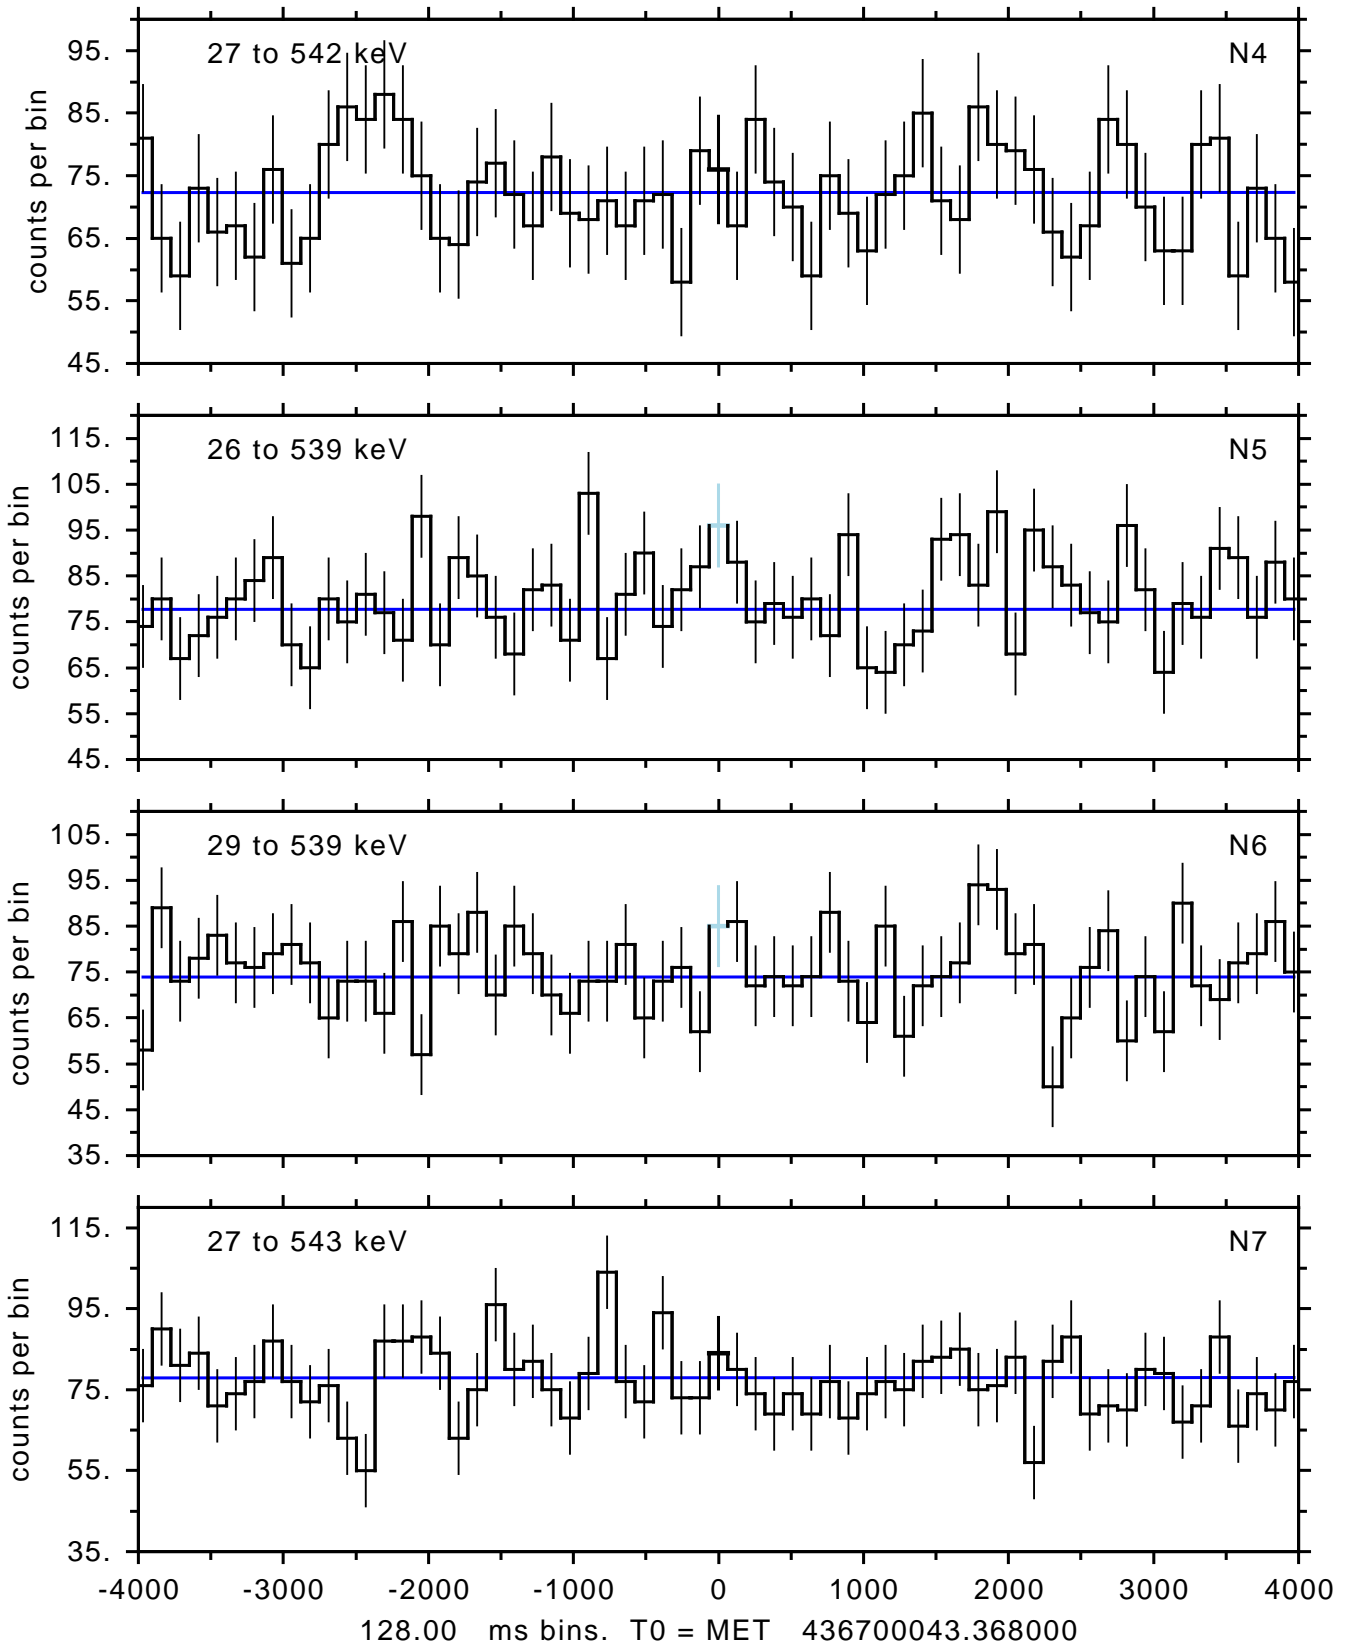 27 to 542 keV N4
95.
85.
75.
65.
55.
45.
counts per bin
26 to 539 keV N5
115.
105.
95.
85.
75.
65.
55.
45.
counts per bin
29 to 539 keV N6
105.
95.
85.
75.
65.
55.
45.
35.
counts per bin
27 to 543 keV N7
115.
95.
75.
55.
35.
counts per bin
-4000 -3000 -2000 -1000 0 1000 2000 3000 4000
128.00 ms bins. T0 = MET 436700043.368000